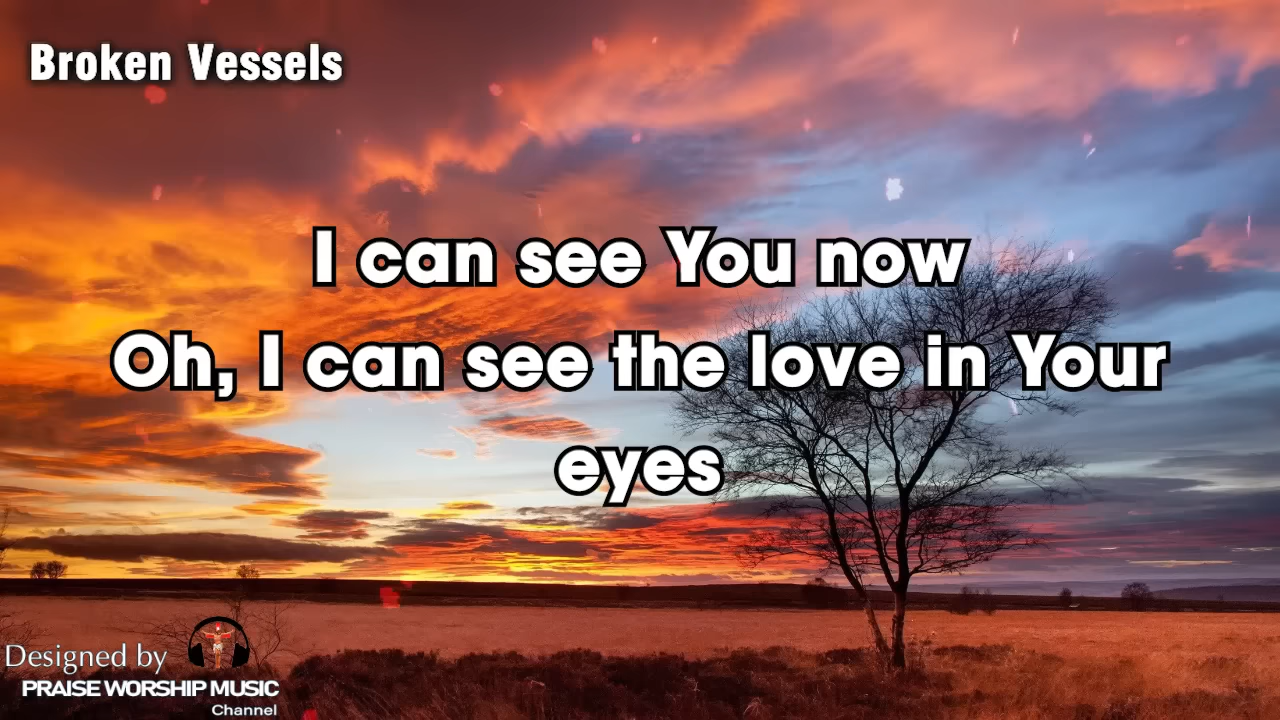 Broken Vessels
I can see You now
Oh, I can see the love in Your
eyes
Designed by
PRAISE WORSHIP MUSIC
Channel